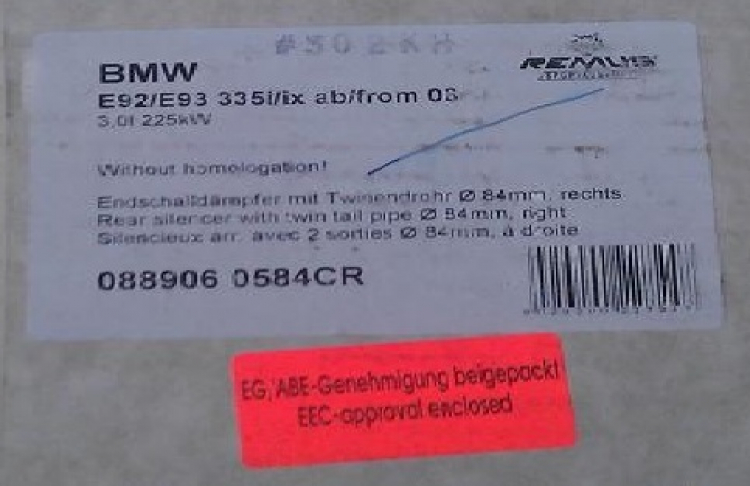 #502KH
REMUS
BMW
E92/E93 335i/ix ab/from 08
3,0l 225kW
Without homologation!
Endschalldämpfer mit Twinendrohr Ø 84mm, rechts
Rear silencer with twin tail pipe Ø 84mm, right
Silencieux arr. avec 2 sorties Ø 84mm, à droite
088906 0584CR
EG/ABE-Genehmigung beigepackt
EEC-approval enclosed